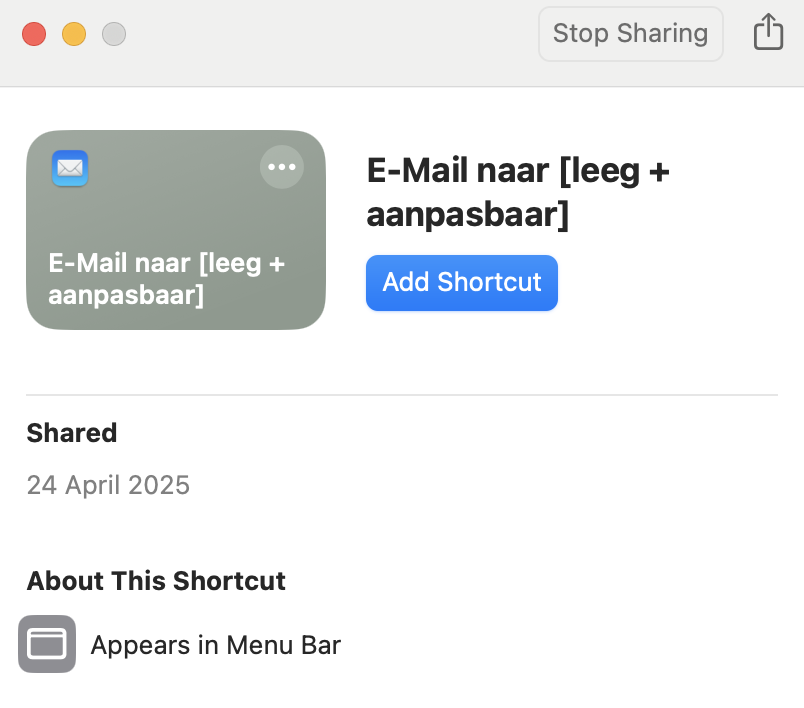 Stop Sharing
E-Mail naar [leeg +
aanpasbaar]
E-Mail naar [leeg +
aanpasbaar]
Add Shortcut
Shared
24 April 2025
About This Shortcut
Appears in Menu Bar